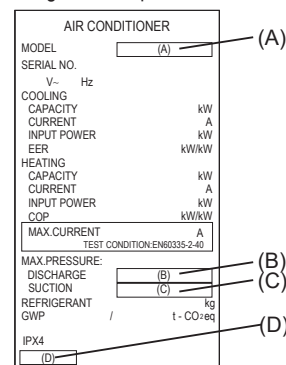 AIR CONDITIONER
MODEL (A) (A)
SERIAL NO.
V~ Hz
COOLING
CAPACITY kW
CURRENT A
INPUT POWER kW
EER kW/kW
HEATING
CAPACITY kW
CURRENT A
INPUT POWER kW
COP kW/kW
MAX.CURRENT A
TEST CONDITION:EN60335-2-40
MAX.PRESSURE:
DISCHARGE (B) (B)
SUCTION (C) (C)
REFRIGERANT kg
GWP / t - CO2eq
IPX4
(D) (D)